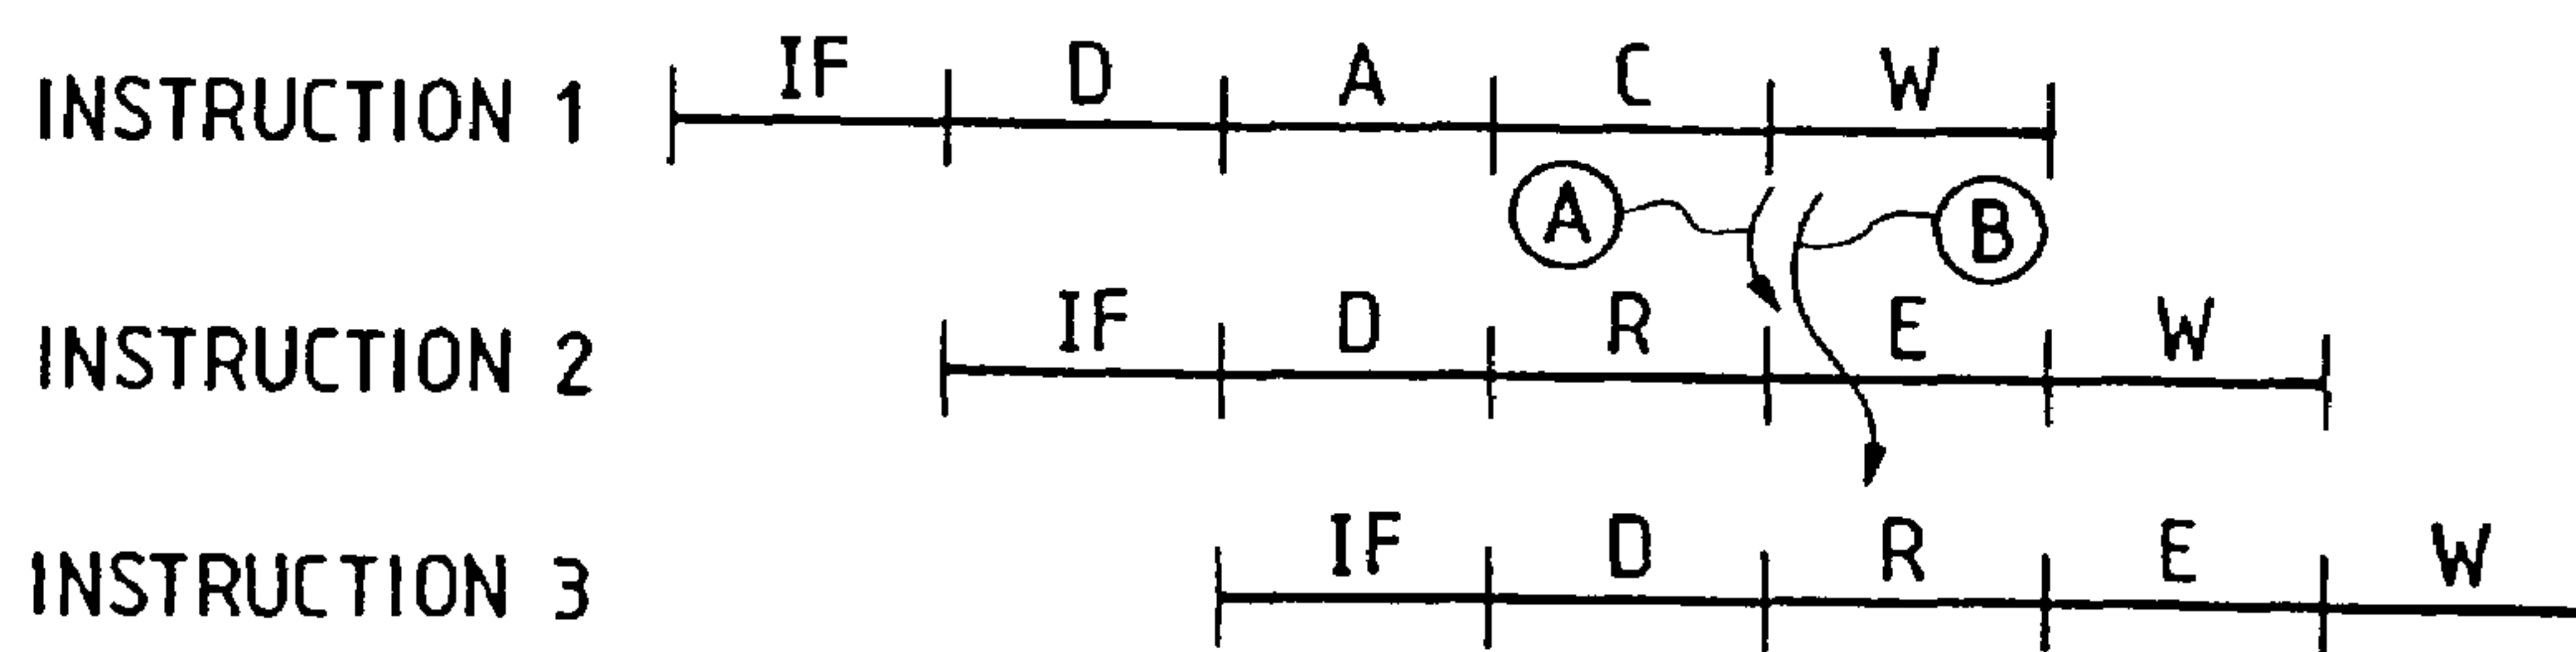 INSTRUCTION 1 IF D A C W
A B
INSTRUCTION 2 IF D R E W
INSTRUCTION 3 IF D R E W